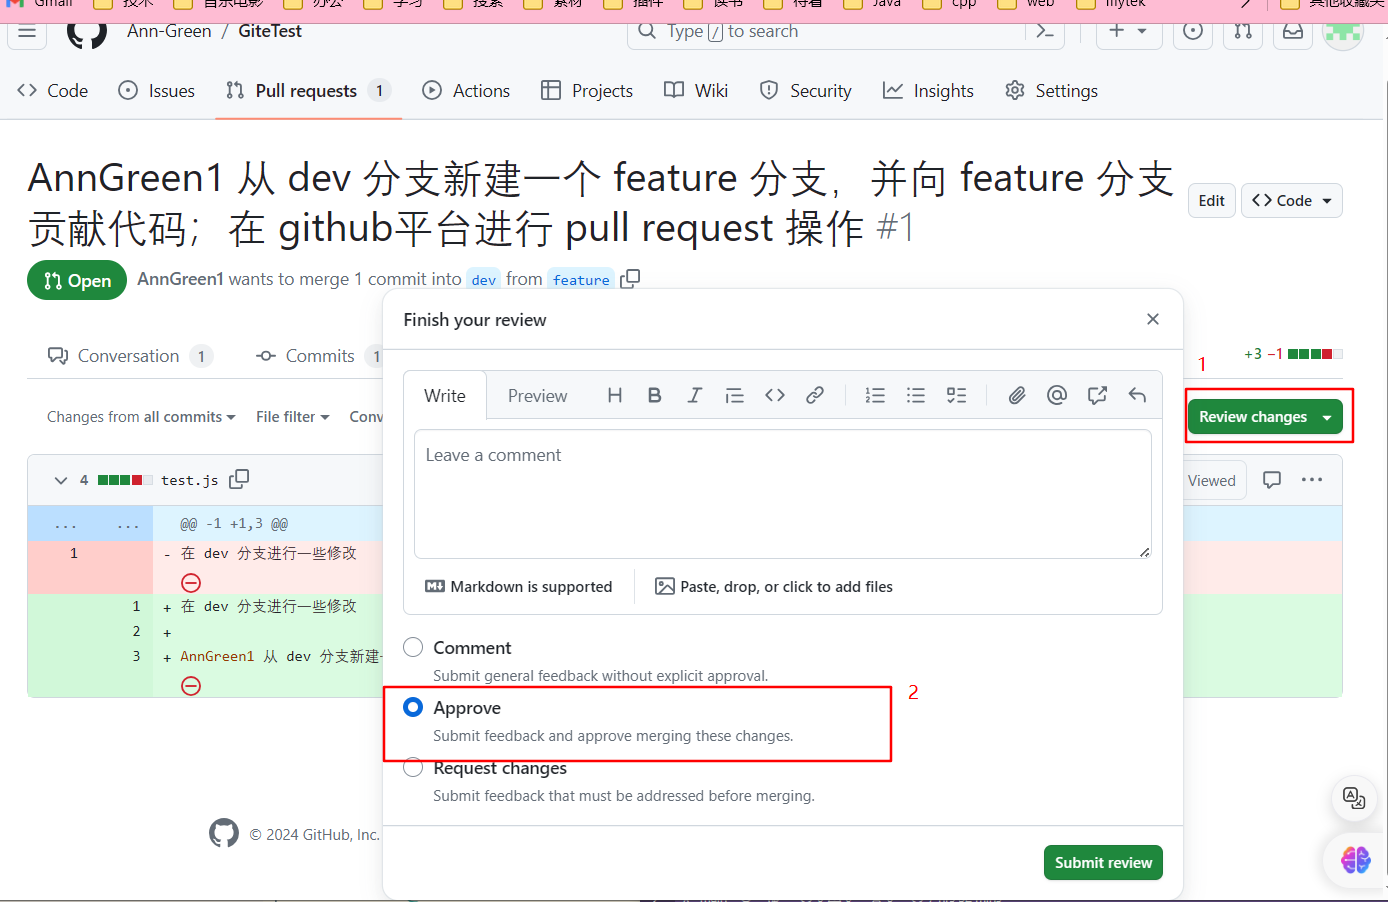 Gmail 技术 音乐电影 办公 学习 搜索 素材 插件 读书 待看 Java cpp web mytek 其他收藏夹
Ann-Green / GiteTest Type / to search
Code Issues Pull requests 1 Actions Projects Wiki Security Insights Settings
AnnGreen1 从 dev 分支新建一个 feature 分支，并向 feature 分支
贡献代码；在 github平台进行 pull request 操作 #1
Edit Code
Open AnnGreen1 wants to merge 1 commit into dev from feature
Finish your review
Conversation 1 Commits 1
+3 −1
1
Write Preview
Changes from all commits File filter Conv
Review changes
Leave a comment
4 test.js
Viewed
... ... @@ -1 +1,3 @@
1 - 在 dev 分支进行一些修改
Markdown is supported Paste, drop, or click to add files
1 + 在 dev 分支进行一些修改
2 +
3 + AnnGreen1 从 dev 分支新建
Comment
Submit general feedback without explicit approval.
2
Approve
Submit feedback and approve merging these changes.
Request changes
Submit feedback that must be addressed before merging.
© 2024 GitHub, Inc.
Submit review